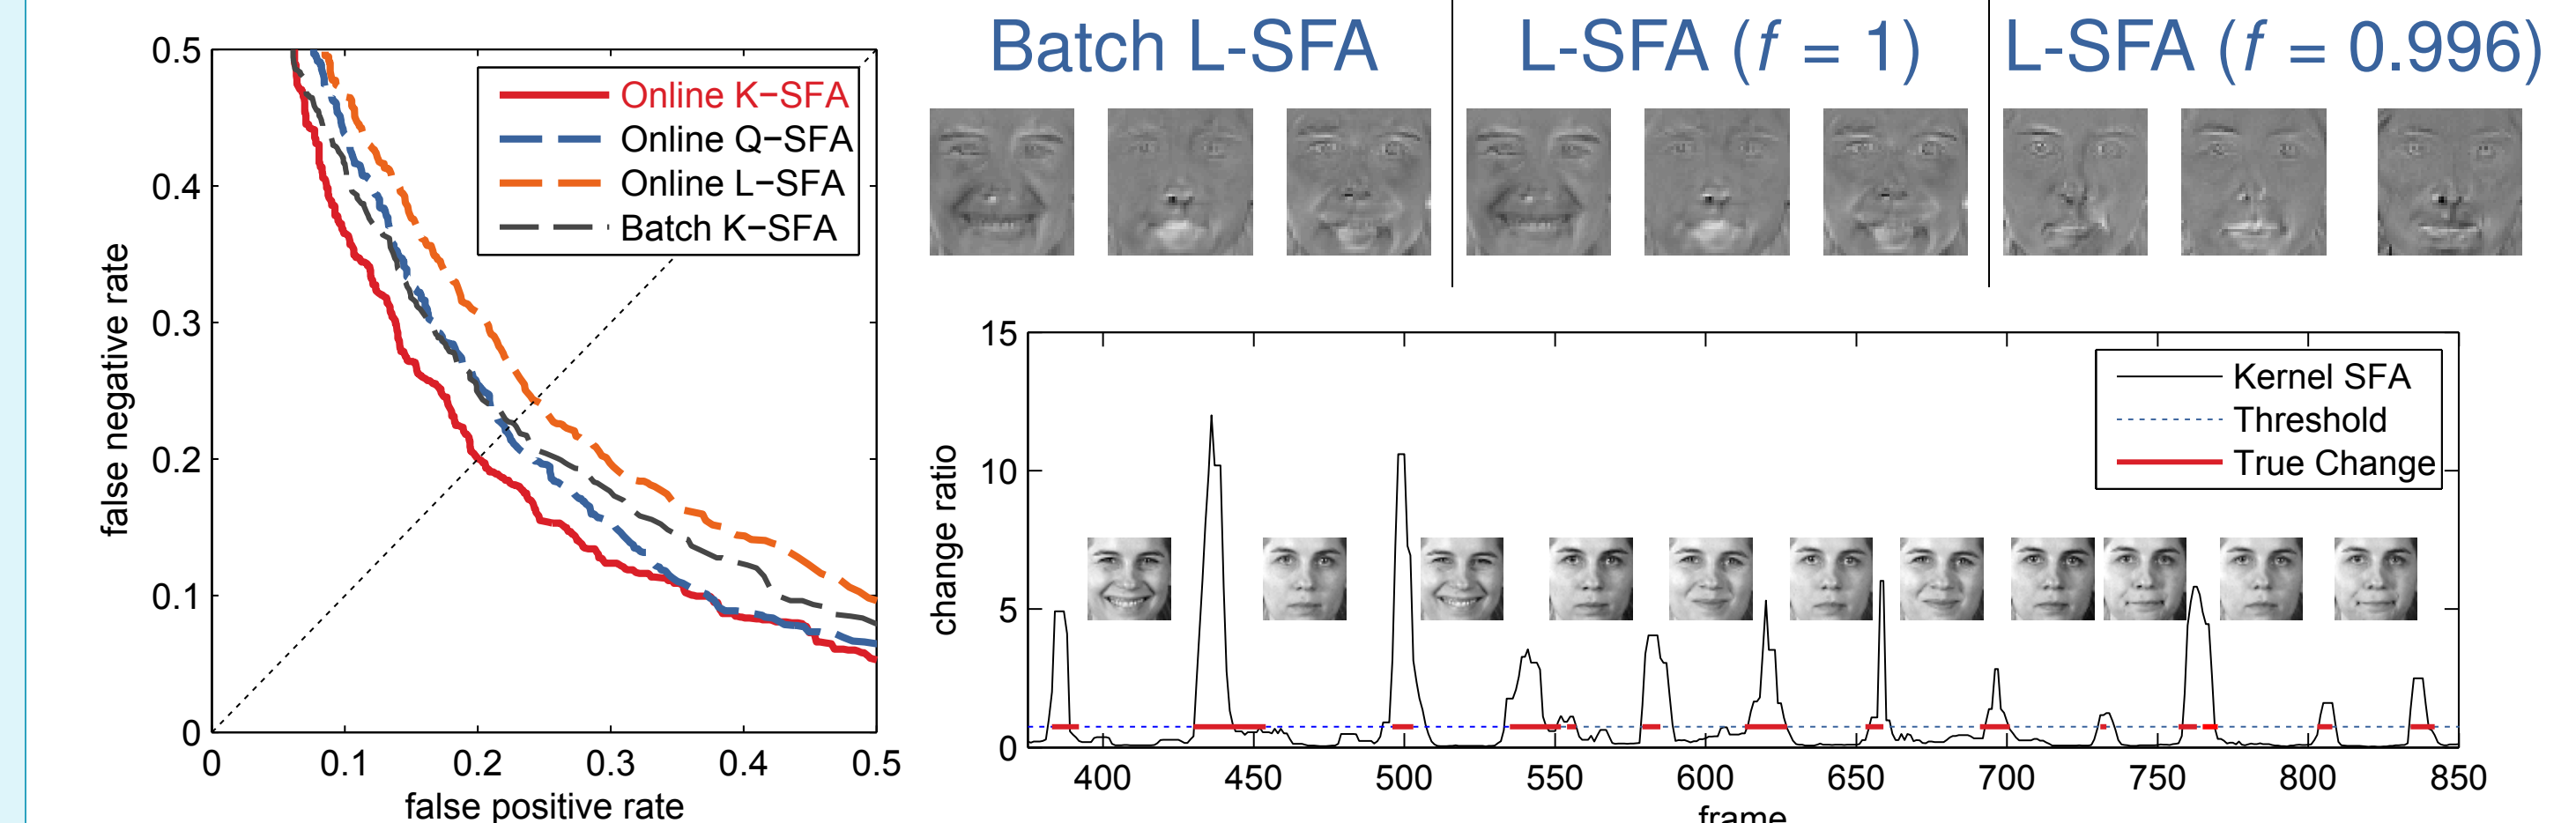 0.5
0.4
0.3
0.2
0.1
0
0
0.1
0.2
0.3
0.4
0.5
false negative rate
false positive rate
Online K−SFA
Online Q−SFA
Online L−SFA
Batch K−SFA
Batch L-SFA
L-SFA (f = 1)
L-SFA (f = 0.996)
15
10
5
0
change ratio
Kernel SFA
Threshold
True Change
400
450
500
550
600
650
700
750
800
850
frame